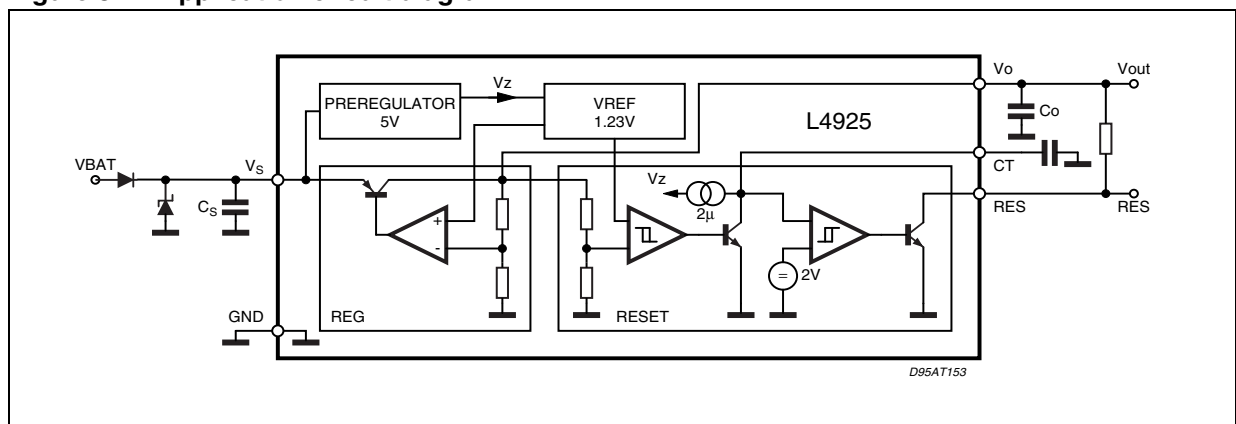 PREREGULATOR
5V
Vz
VREF
1.23V
L4925
Vo
Vout
Co
CT
RES
RES
VBAT
VS
CS
+
-
REG
GND
Vz
2µ
=
2V
RESET
D95AT153